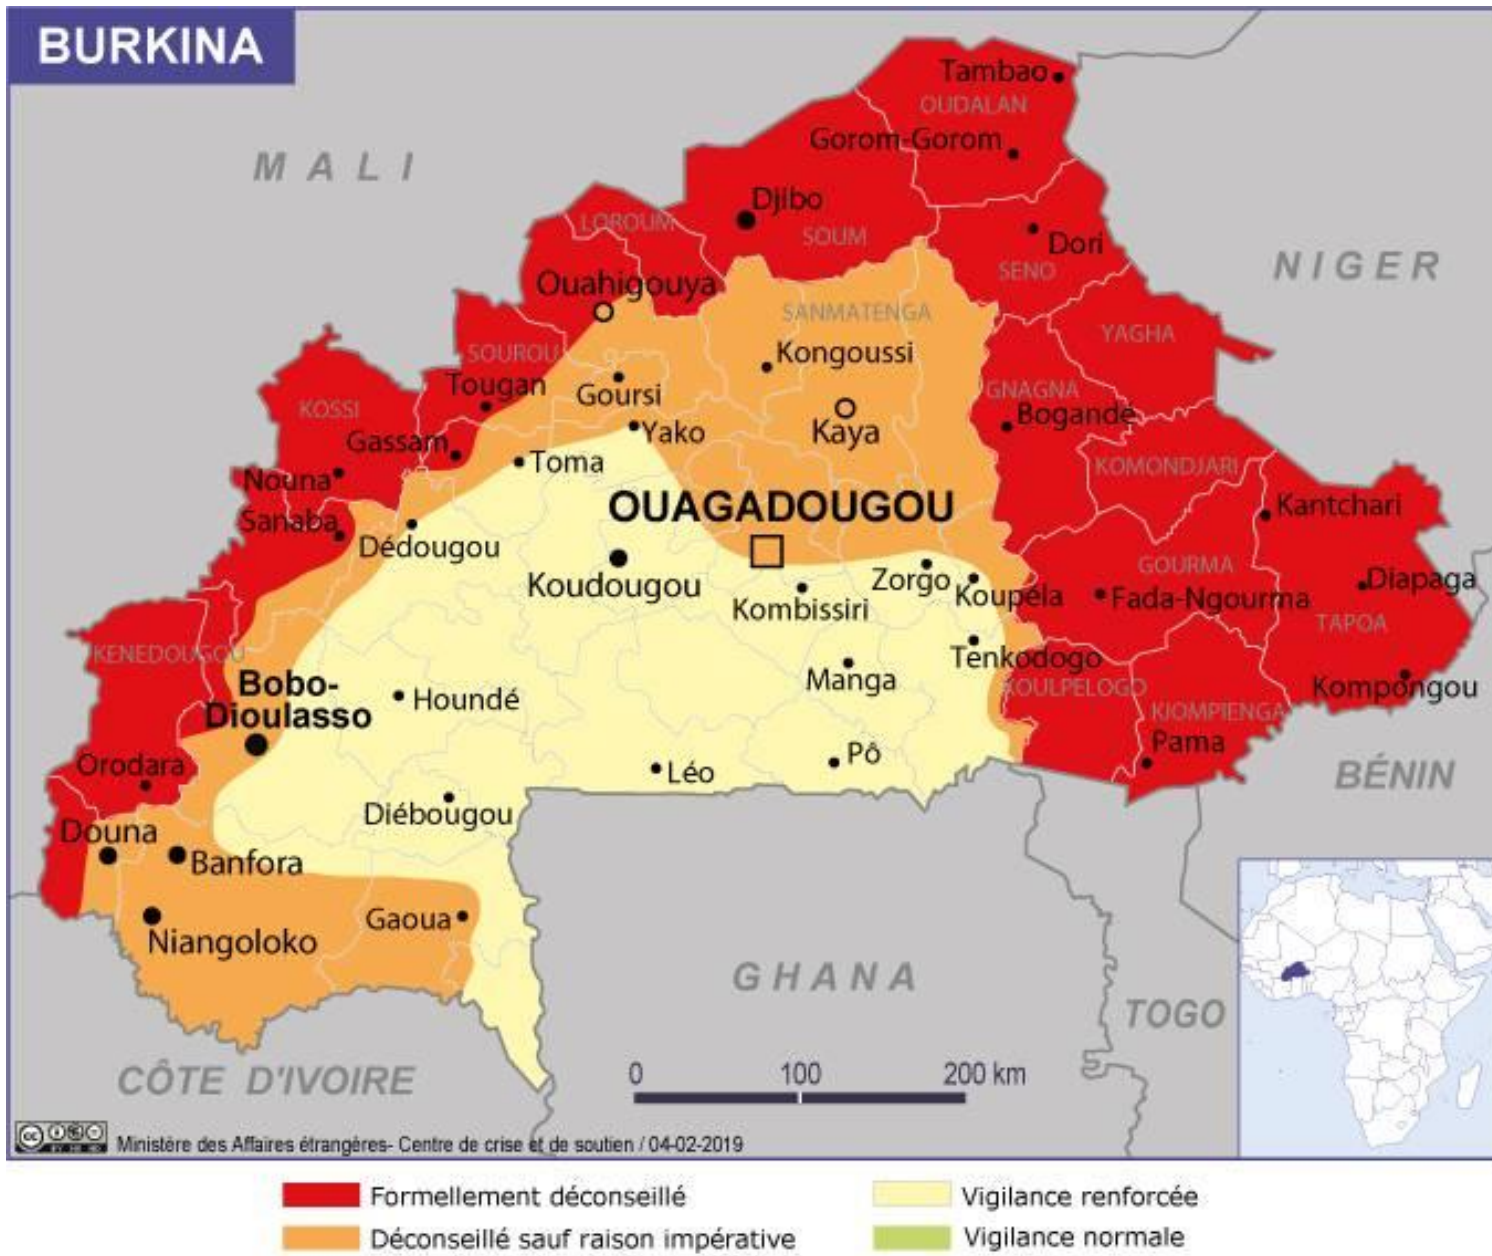 BURKINA
MALI
NIGER
BÉNIN
TOGO
GHANA
CÔTE D'IVOIRE
Tambao
OUDALAN
Gorom-Gorom
Djibo
SOUM
LOROUM
Dori
SENO
Ouahigouya
SANMATENGA
YAGHA
SOUROU
Kongoussi
Tougan
Goursi
GNAGNA
Bogandé
KOSSI
Kaya
Gassam
Yako
Toma
KOMONDJARI
Nouna
Sanaba
OUAGADOUGOU
Kantchari
Dédougou
Koudougou
Zorgo
Koupéla
GOURMA
Diapaga
Kombissiri
Fada-Ngourma
TAPOA
KENEDOUGOU
Tenkodogo
Bobo-
Dioulasso
Houndé
Manga
KOULPELOGO
Kompongou
KIOMPIENGA
Pama
Orodara
Léo
Pô
Diébougou
Douna
Banfora
Gaoua
Niangoloko
0 100 200 km
Ministère des Affaires étrangères- Centre de crise et de soutien / 04-02-2019
Formellement déconseillé
Vigilance renforcée
Déconseillé sauf raison impérative
Vigilance normale